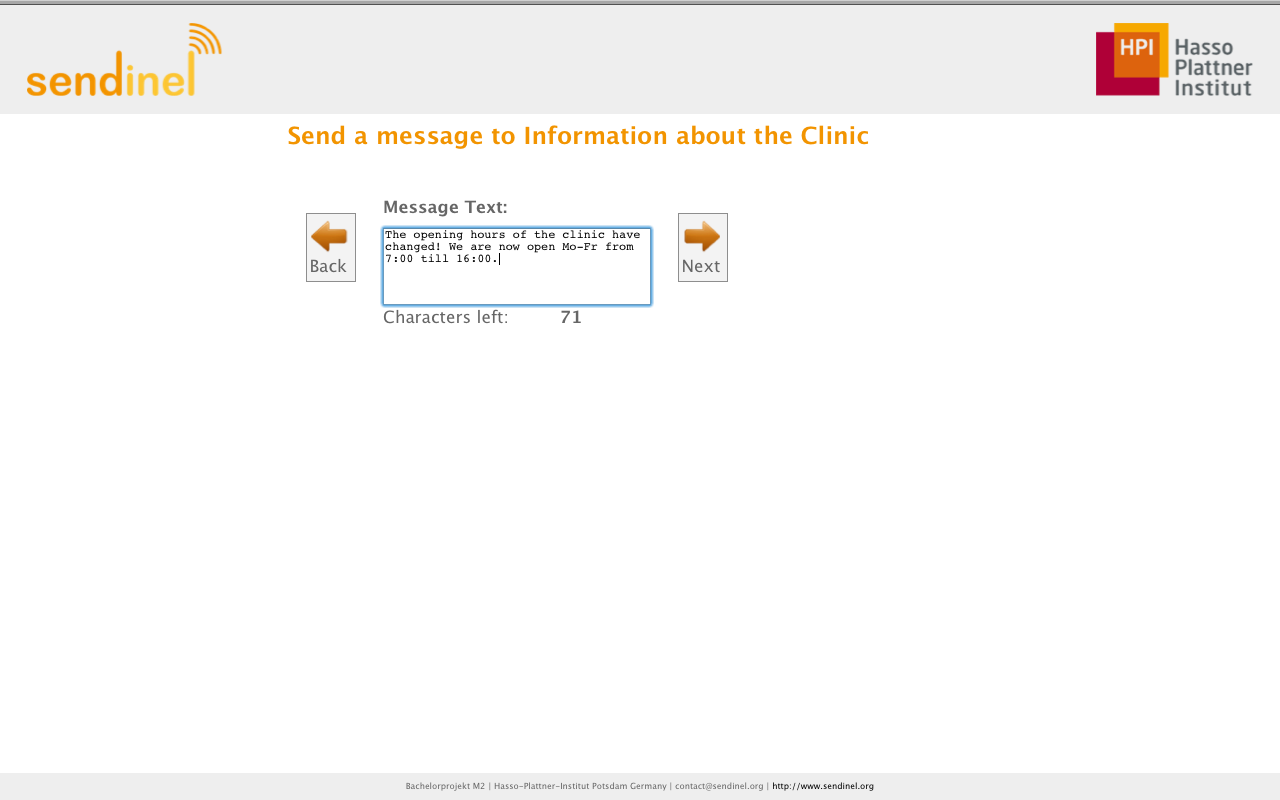 sendinel
HPI
Hasso
Plattner
Institut
Send a message to Information about the Clinic
Message Text:
The opening hours of the clinic have
changed! We are now open Mo-Fr from
7:00 till 16:00.
Back
Next
Characters left: 71
Bachelorprojekt M2 | Hasso-Plattner-Institut Potsdam Germany | contact@sendinel.org | http://www.sendinel.org